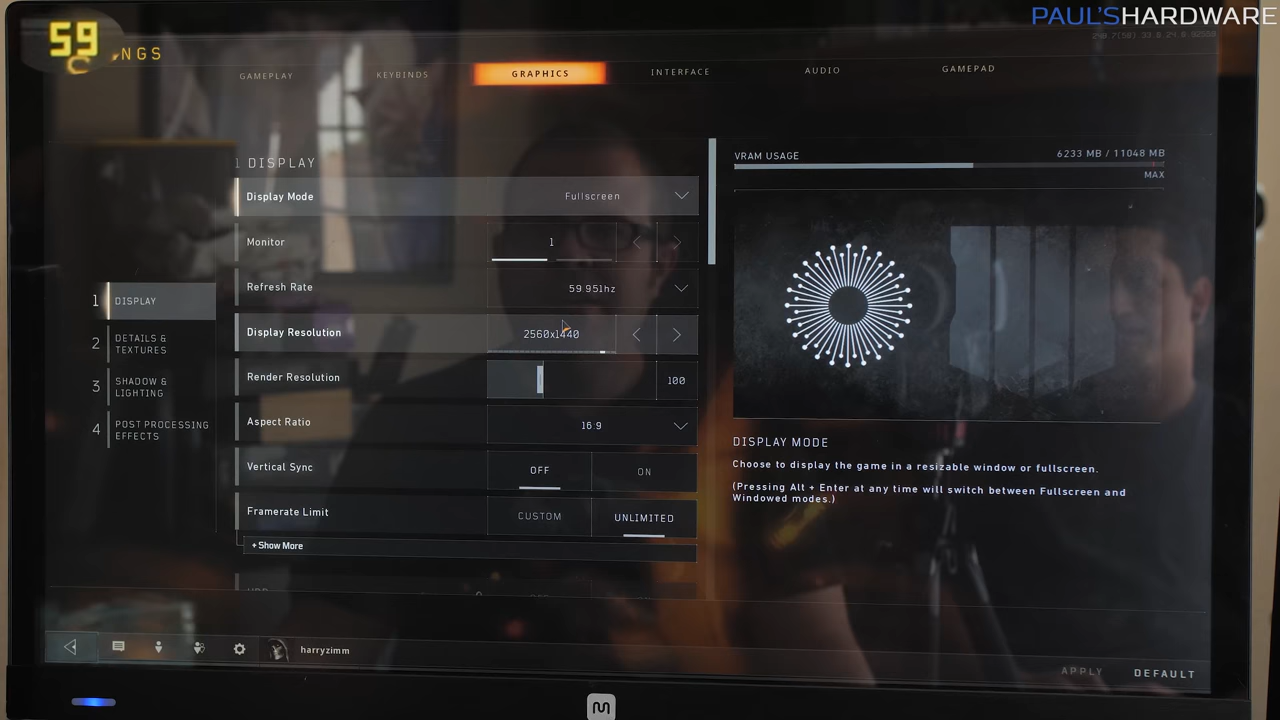 PAUL'SHARDWARE
59
NGS
GAMEPLAY
KEYBINDS
GRAPHICS
INTERFACE
AUDIO
GAMEPAD
1 DISPLAY
Display Mode
Fullscreen
Monitor
1
Refresh Rate
59.951hz
Display Resolution
2560x1440
Render Resolution
100
Aspect Ratio
16:9
Vertical Sync
OFF
ON
Framerate Limit
CUSTOM
UNLIMITED
+ Show More
1 DISPLAY
2 DETAILS &
TEXTURES
3 SHADOW &
LIGHTING
4 POST PROCESSING
EFFECTS
VRAM USAGE
6233 MB / 11048 MB
MAX
DISPLAY MODE
Choose to display the game in a resizable window or fullscreen.
(Pressing Alt + Enter at any time will switch between Fullscreen and
Windowed modes.)
harryzimm
APPLY
DEFAULT